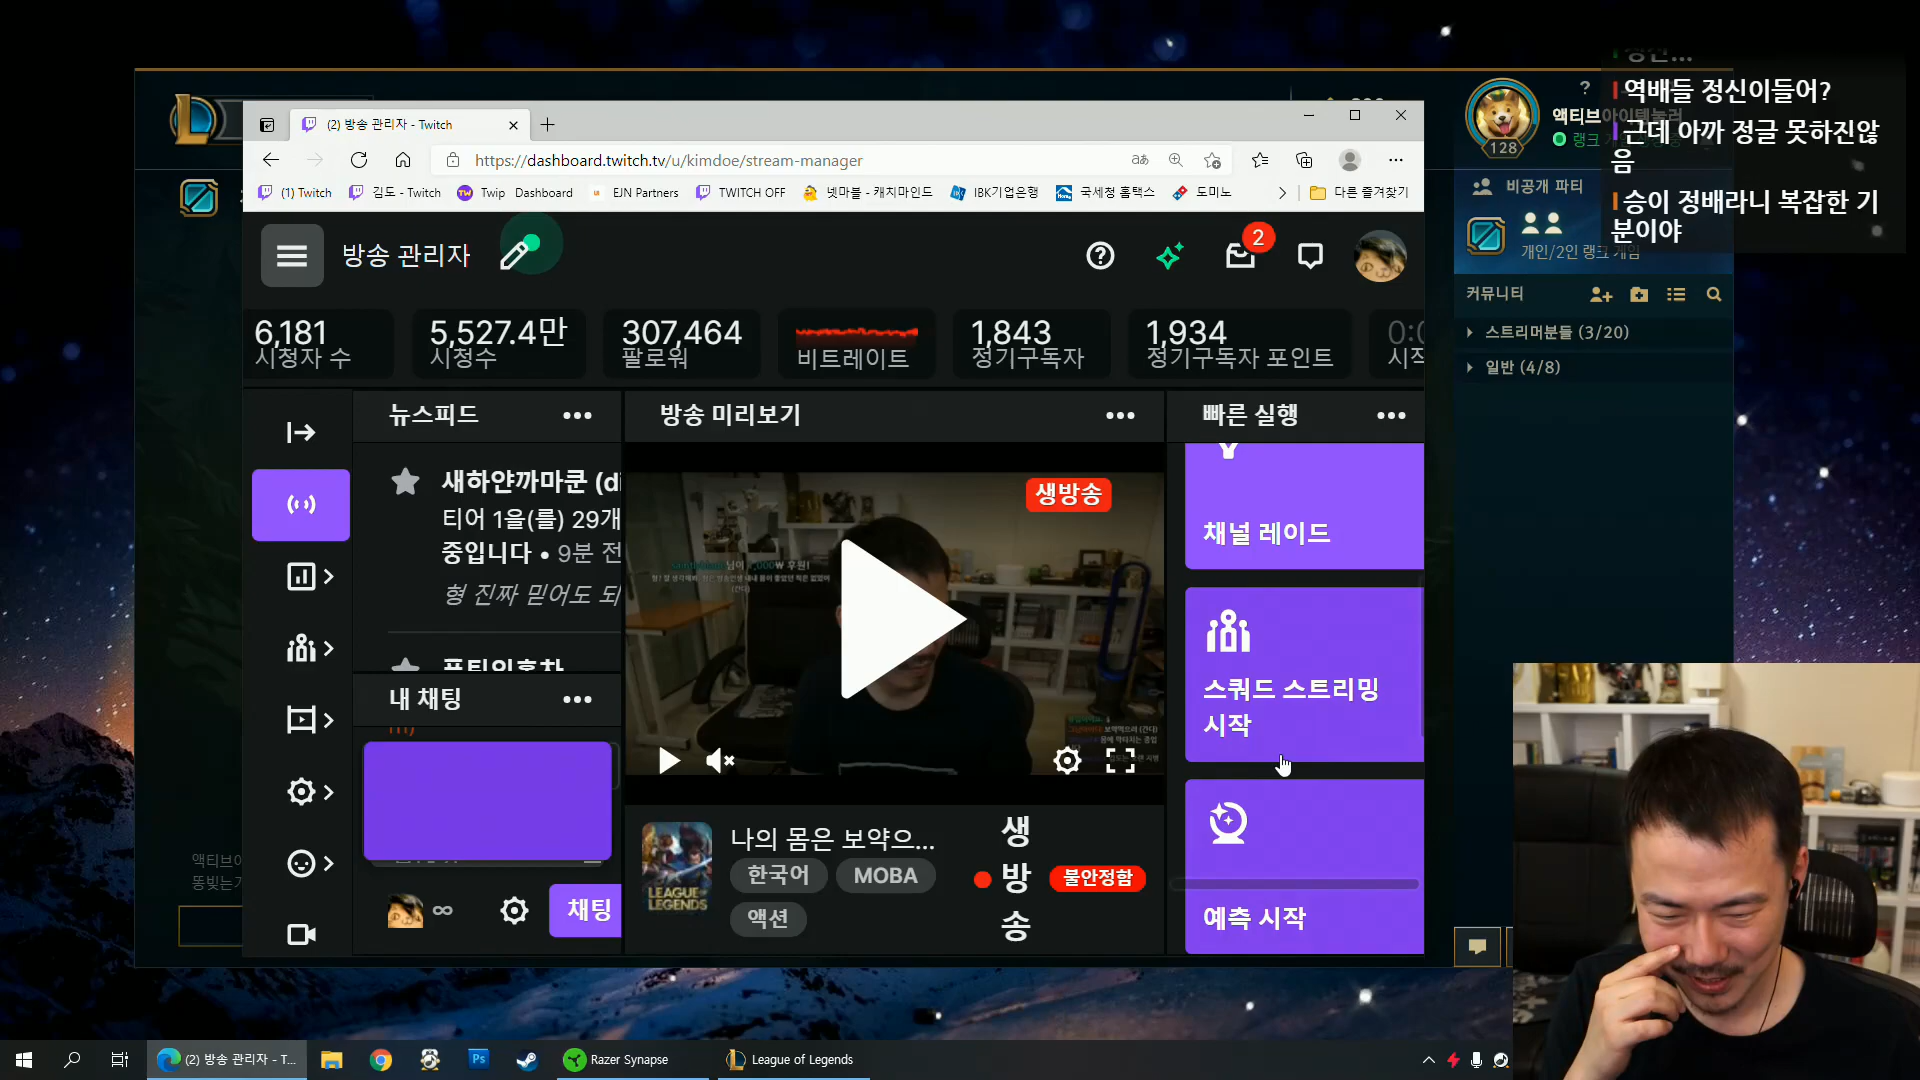 (2) 방송 관리자 - Twitch
https://dashboard.twitch.tv/u/kimdoe/stream-manager
(1) Twitch
김도 - Twitch
Twip
Dashboard
EJN Partners
TWITCH OFF
넷마블 - 캐치마인드
IBK기업은행
국세청 홈택스
도미노
다른 즐겨찾기
방송 관리자
2
6,181
시청자 수
5,527.4만
시청수
307,464
팔로워
비트레이트
1,843
정기구독자
1,934
정기구독자 포인트
뉴스피드
방송 미리보기
빠른 실행
새하얀까마쿤
티어 1을(를) 29개
중입니다 • 9분 전
형 진짜 믿어도 되
생방송
채널 레이드
스쿼드 스트리밍
시작
예측 시작
내 채팅
채팅
나의 몸은 보약으...
한국어
MOBA
액션
LEAGUE OF
LEGENDS
생
방
송
불안정함
128
역배들 정신이들어?
근데 아까 정글 못하진않
음
승이 정배라니 복잡한 기
분이야
액티브
랭크
비공개 파티
개인/2인 랭크 게임
커뮤니티
스트리머분들 (3/20)
일반 (4/8)
(2) 방송 관리자 - T...
Ps
Razer Synapse
League of Legends